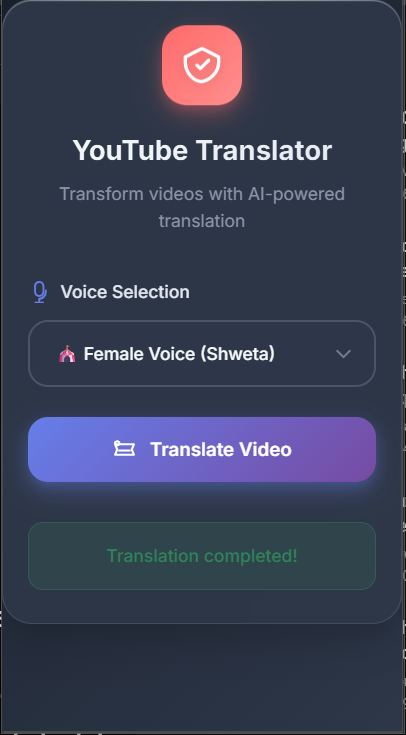 YouTube Translator
Transform videos with AI-powered
translation
Voice Selection
Female Voice (Shweta)
Translate Video
Translation completed!